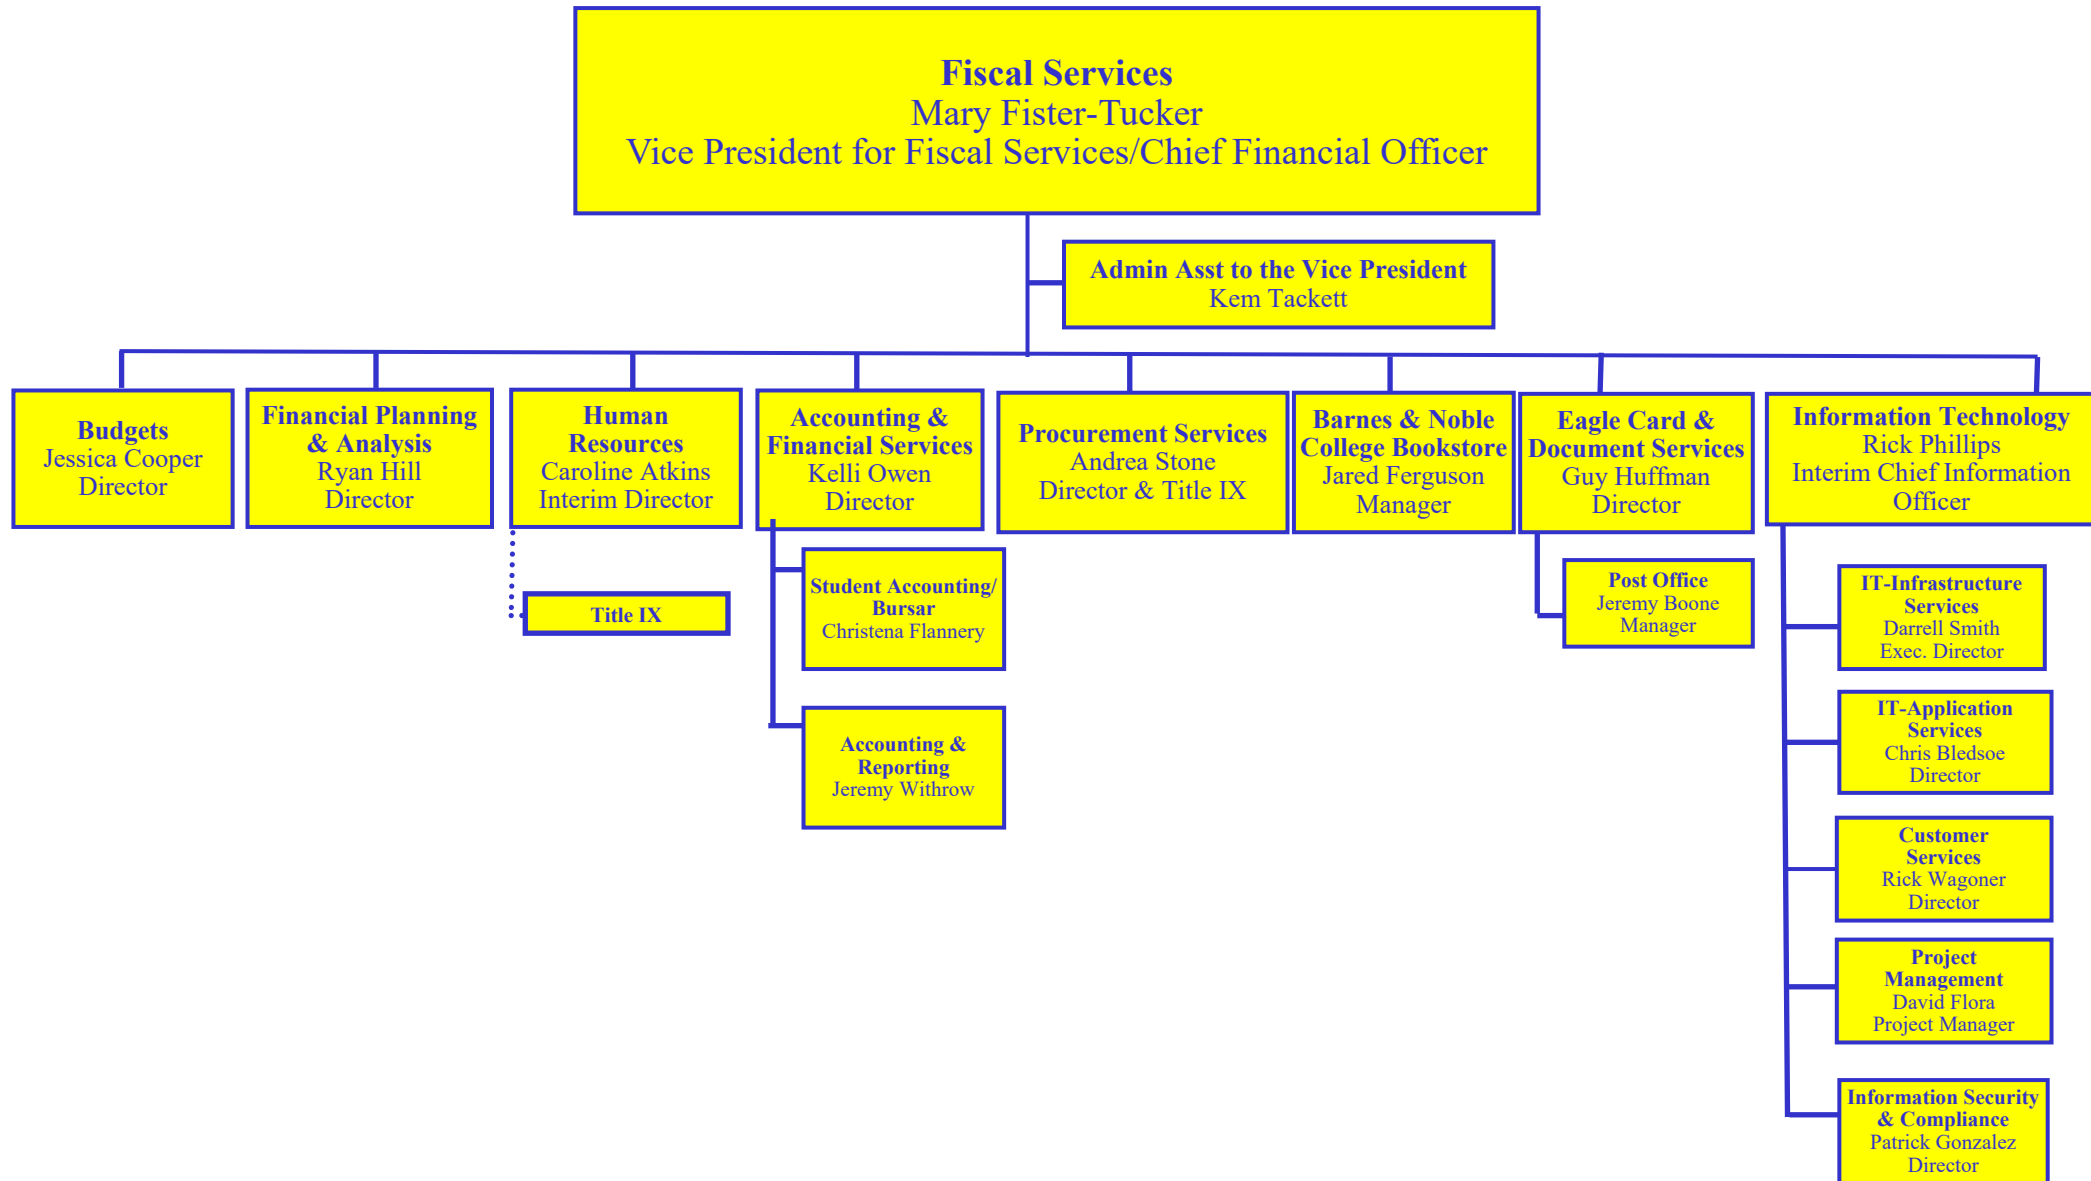 Fiscal Services
Mary Fister-Tucker
Vice President for Fiscal Services/Chief Financial Officer
Admin Asst to the Vice President
Kem Tackett
Budgets
Jessica Cooper
Director
Financial Planning
& Analysis
Ryan Hill
Director
Human
Resources
Caroline Atkins
Interim Director
Accounting &
Financial Services
Kelli Owen
Director
Procurement Services
Andrea Stone
Director & Title IX
Barnes & Noble
College Bookstore
Jared Ferguson
Manager
Eagle Card &
Document Services
Guy Huffman
Director
Information Technology
Rick Phillips
Interim Chief Information
Officer
Title IX
Student Accounting/
Bursar
Christena Flannery
Accounting &
Reporting
Jeremy Withrow
Post Office
Jeremy Boone
Manager
IT-Infrastructure
Services
Darrell Smith
Exec. Director
IT-Application
Services
Chris Bledsoe
Director
Customer
Services
Rick Wagoner
Director
Project
Management
David Flora
Project Manager
Information Security
& Compliance
Patrick Gonzalez
Director